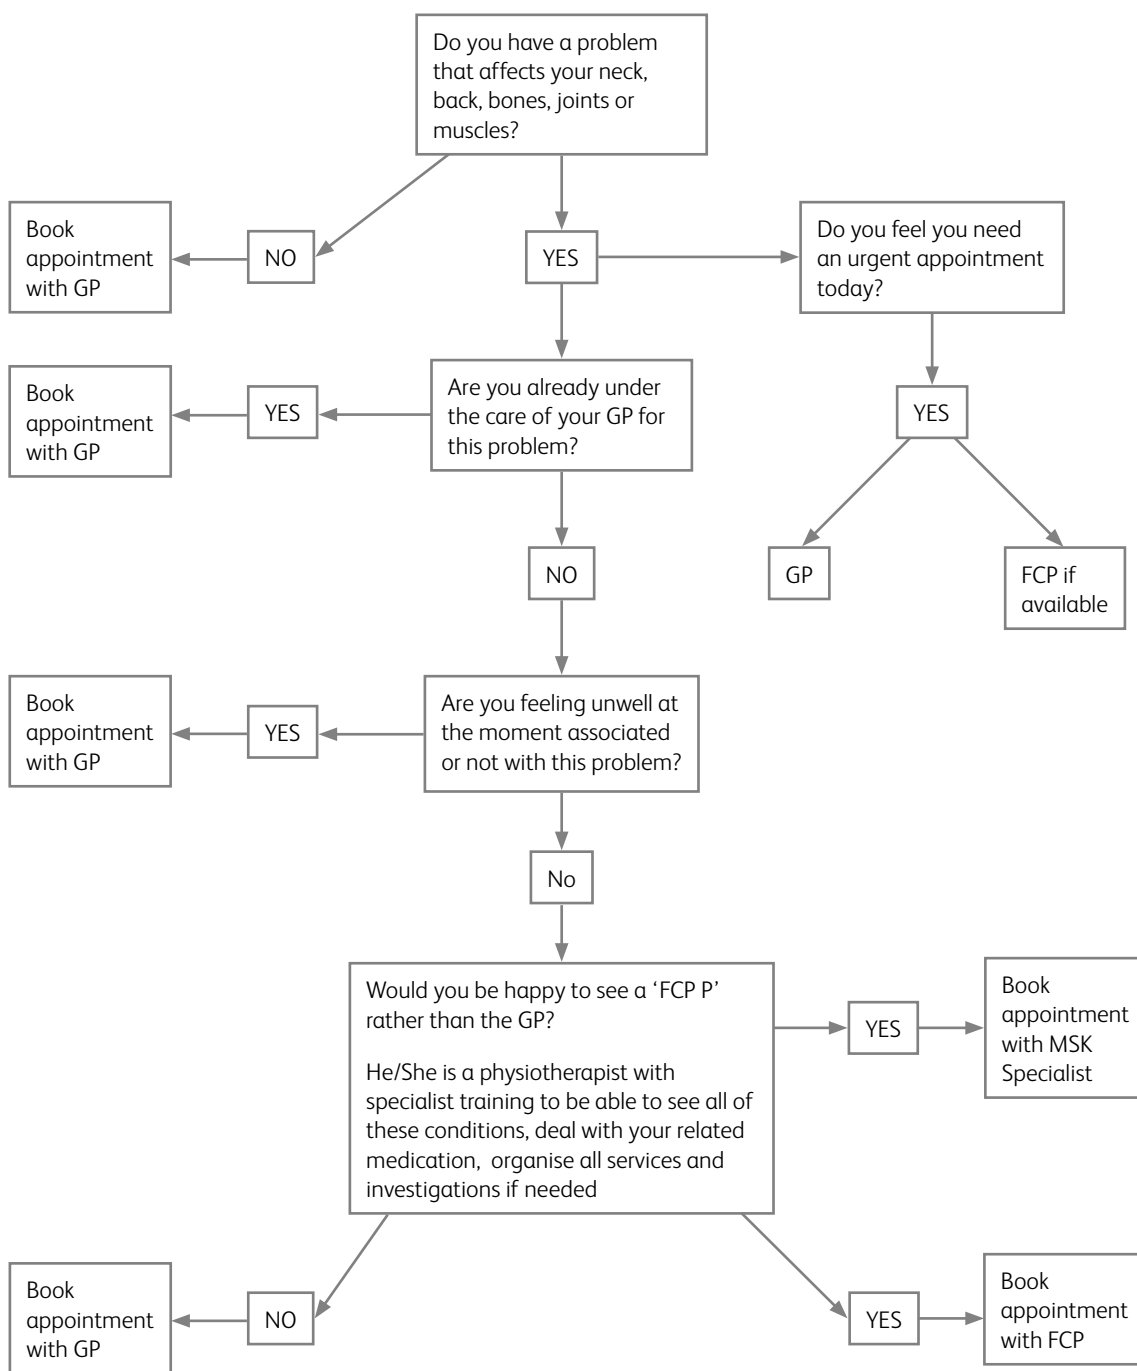 Do you have a problem
that affects your neck,
back, bones, joints or
muscles?
Book
appointment
with GP
NO
YES
Do you feel you need
an urgent appointment
today?
Book
appointment
with GP
YES
Are you already under
the care of your GP for
this problem?
YES
NO
GP
FCP if
available
Book
appointment
with GP
YES
Are you feeling unwell at
the moment associated
or not with this problem?
No
Would you be happy to see a ‘FCP P’
rather than the GP?
He/She is a physiotherapist with
specialist training to be able to see all of
these conditions, deal with your related
medication,  organise all services and
investigations if needed
YES
Book
appointment
with MSK
Specialist
Book
appointment
with GP
NO
YES
Book
appointment
with FCP